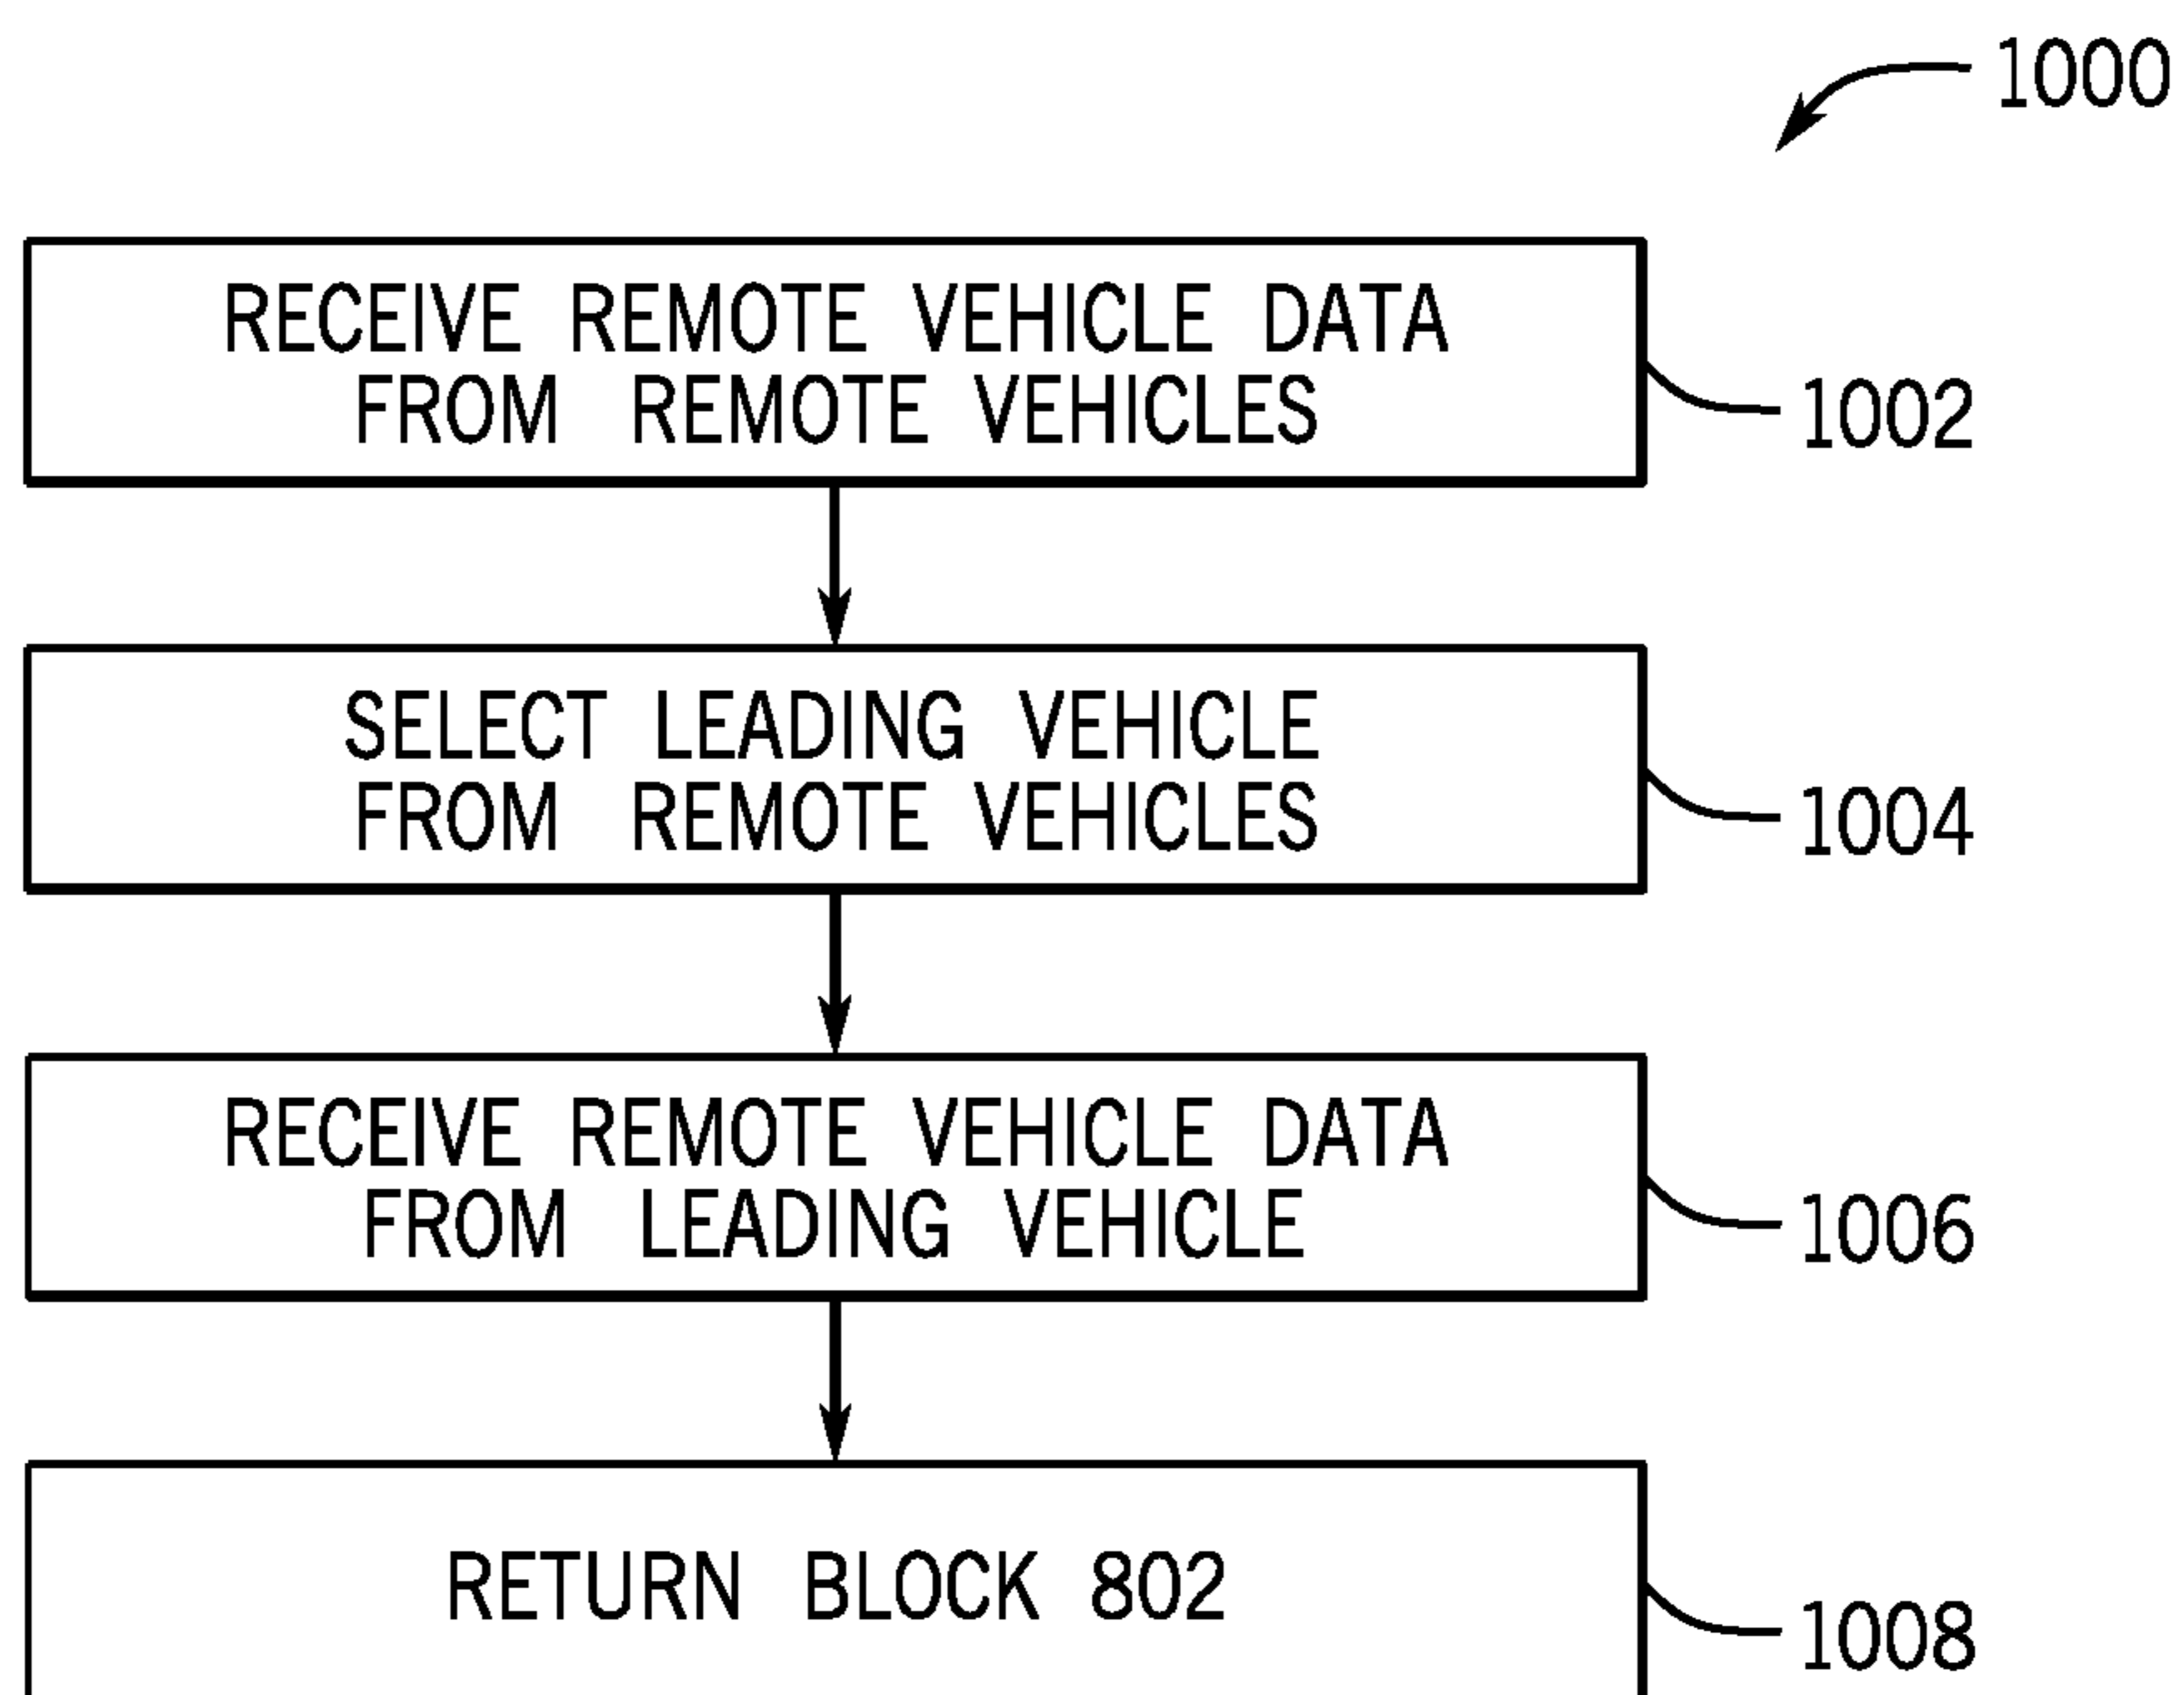 1000
RECEIVE REMOTE VEHICLE DATA
FROM REMOTE VEHICLES
1002
SELECT LEADING VEHICLE
FROM REMOTE VEHICLES
1004
RECEIVE REMOTE VEHICLE DATA
FROM LEADING VEHICLE
1006
RETURN BLOCK 802
1008